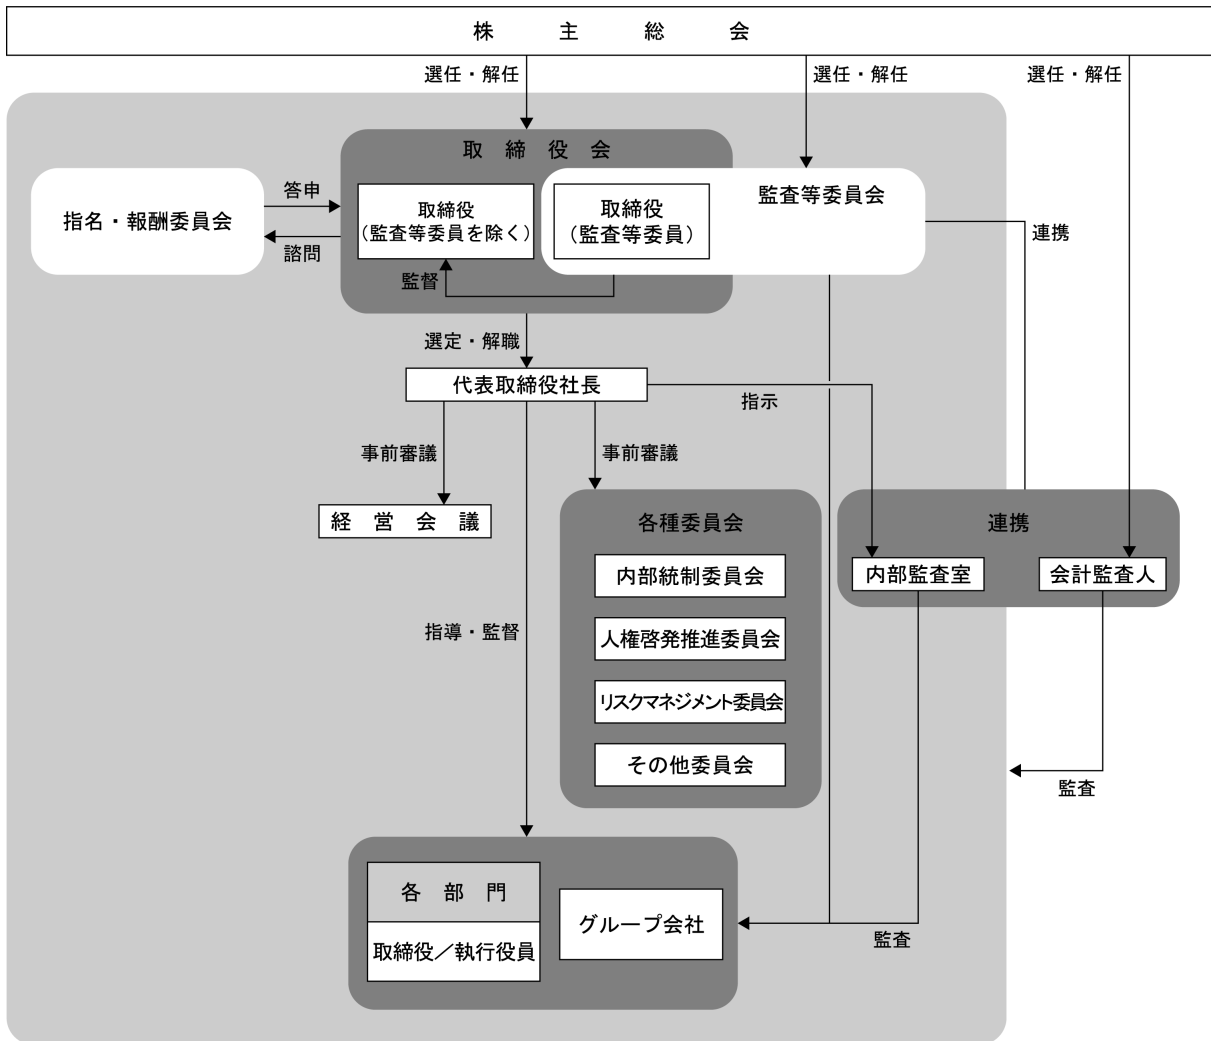 株主総会
選任・解任
選任・解任
選任・解任
取締役会
監査等委員会
指名・報酬委員会
答申
諮問
取締役
(監査等委員を除く)
取締役
(監査等委員)
監督
連携
選定・解職
代表取締役社長
指示
事前審議
事前審議
経営会議
各種委員会
内部統制委員会
人権啓発推進委員会
リスクマネジメント委員会
その他委員会
連携
内部監査室
会計監査人
指導・監督
監査
各部門
取締役／執行役員
グループ会社
監査